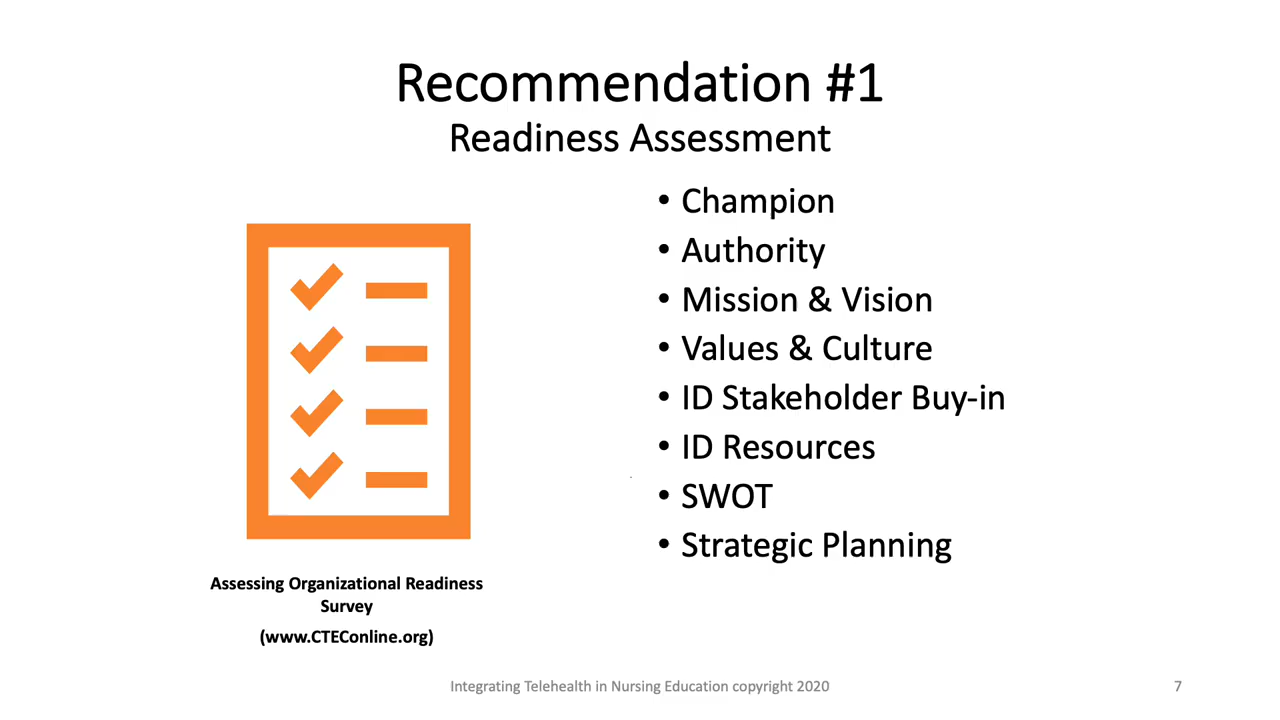 Recommendation #1
Readiness Assessment
• Champion
• Authority
• Mission & Vision
• Values & Culture
• ID Stakeholder Buy-in
• ID Resources
• SWOT
• Strategic Planning
Assessing Organizational Readiness
Survey
(www.CTEConline.org)
Integrating Telehealth in Nursing Education copyright 2020
7